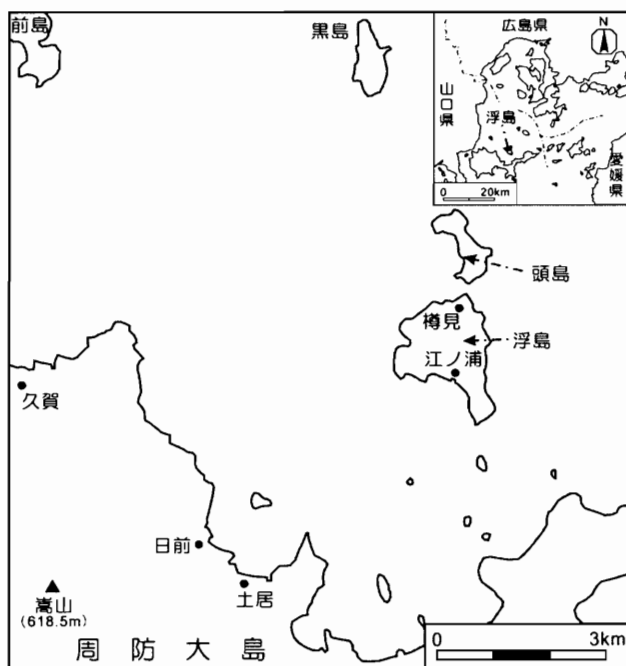 前島
黒島
広島県
N
山口県
浮島
愛媛県
0 20km
頭島
樽見
浮島
江ノ浦
久賀
日前
土居
嵩山
(618.5m)
周防大島
0 3km